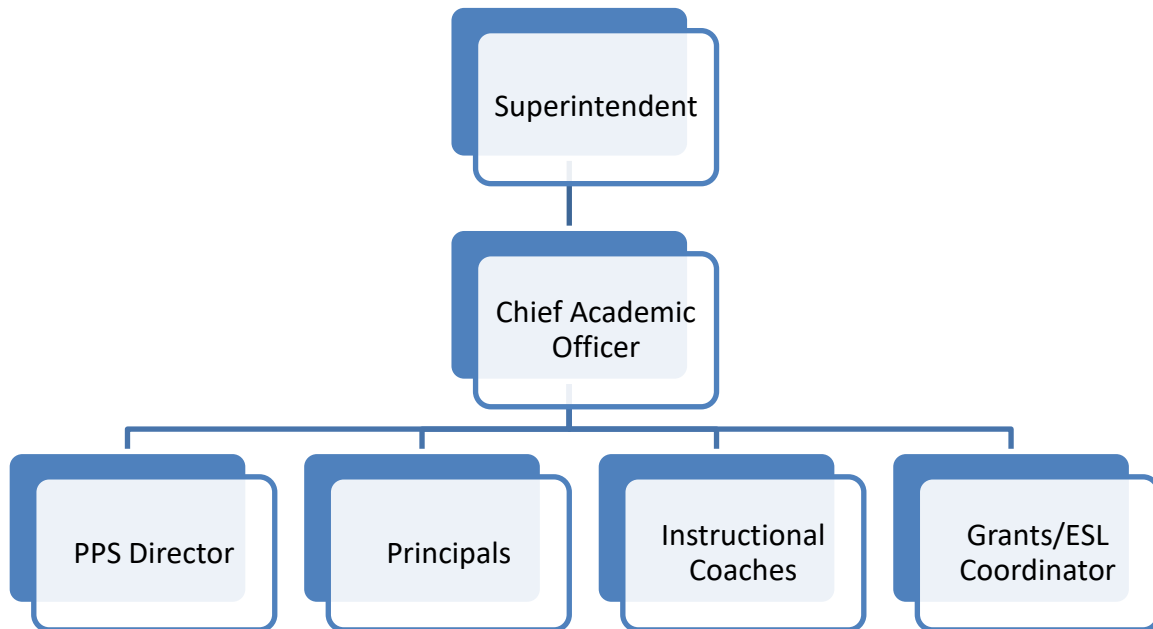 Superintendent
Chief Academic
Officer
PPS Director
Principals
Instructional
Coaches
Grants/ESL
Coordinator